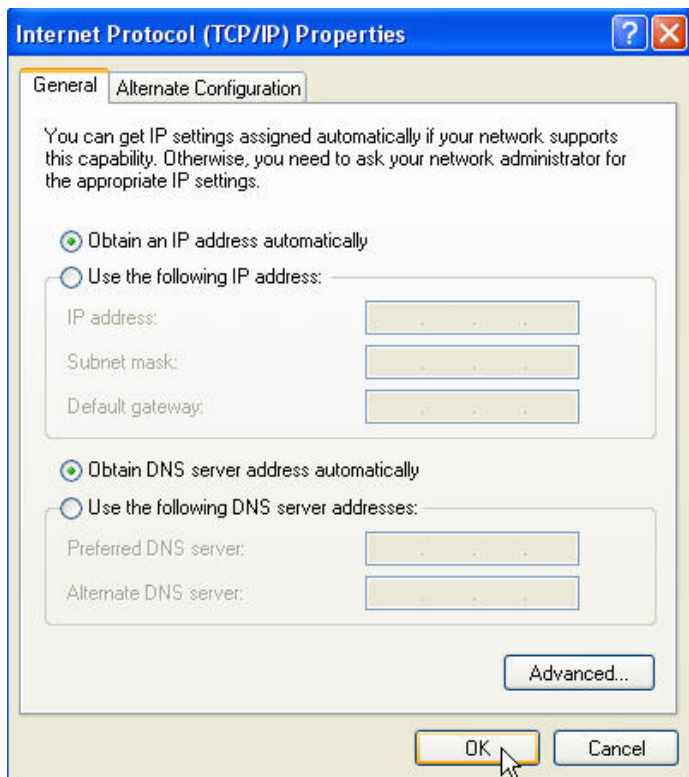 Internet Protocol (TCP/IP) Properties
General
Alternate Configuration
You can get IP settings assigned automatically if your network supports
this capability. Otherwise, you need to ask your network administrator for
the appropriate IP settings.
Obtain an IP address automatically
Use the following IP address:
IP address:
Subnet mask:
Default gateway:
Obtain DNS server address automatically
Use the following DNS server addresses:
Preferred DNS server:
Alternate DNS server:
Advanced...
OK
Cancel